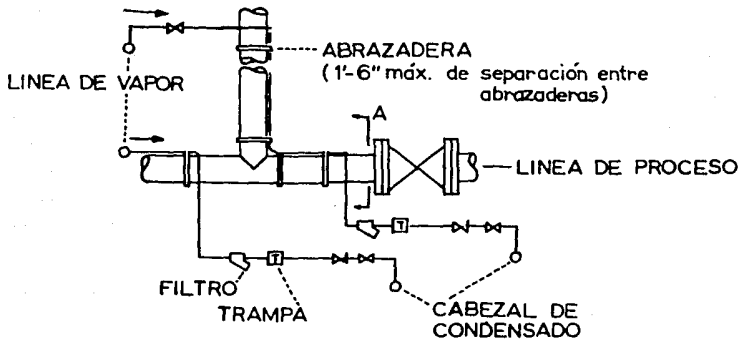 ABRAZADERA
(1'-6" máx. de separación entre
abrazaderas)
LINEA DE VAPOR
A
LINEA DE PROCESO
T
T
FILTRO
TRAMPA
CABEZAL DE
CONDENSADO